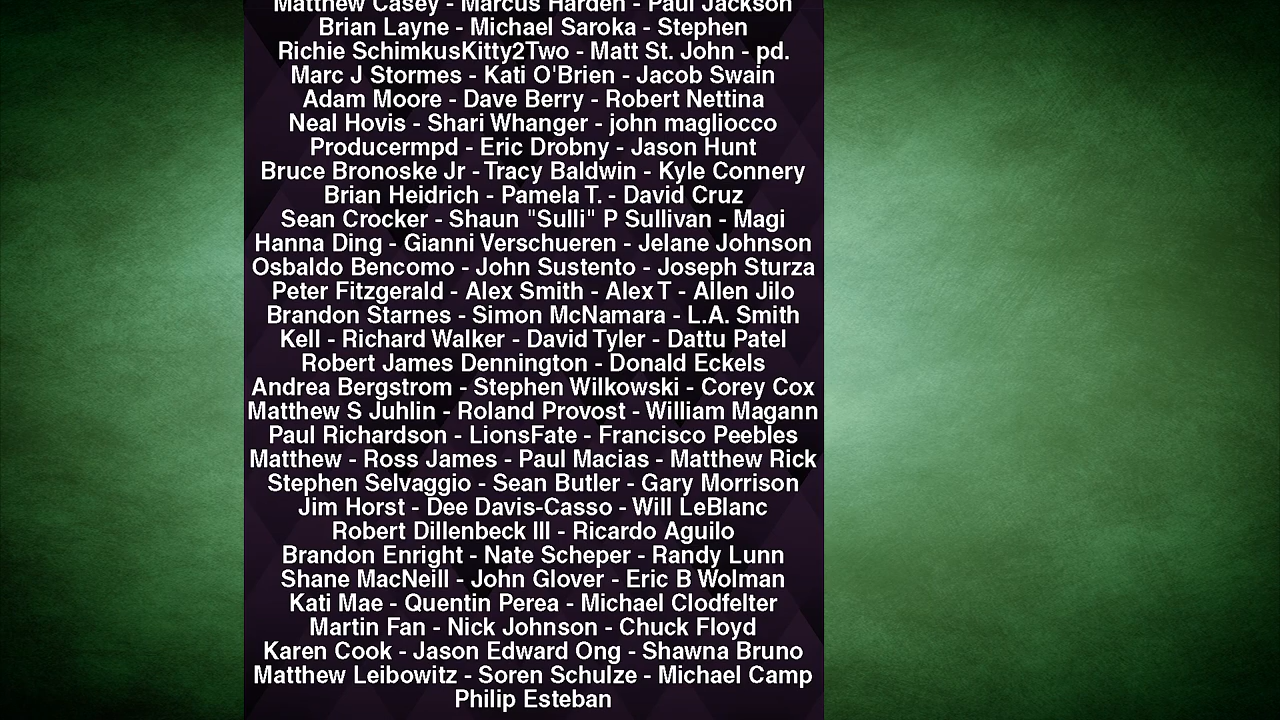 Matthew Casey - Marcus Harden - Paul Jackson
Brian Layne - Michael Saroka - Stephen
Richie SchimkusKitty2Two - Matt St. John - pd.
Marc J Stormes - Kati O'Brien - Jacob Swain
Adam Moore - Dave Berry - Robert Nettina
Neal Hovis - Shari Whanger - john magliocco
Producermpd - Eric Drobny - Jason Hunt
Bruce Bronoske Jr - Tracy Baldwin - Kyle Connery
Brian Heidrich - Pamela T. - David Cruz
Sean Crocker - Shaun "Sulli" P Sullivan - Magi
Hanna Ding - Gianni Verschueren - Jelane Johnson
Osbaldo Bencomo - John Sustento - Joseph Sturza
Peter Fitzgerald - Alex Smith - Alex T - Allen Jilo
Brandon Starnes - Simon McNamara - L.A. Smith
Kell - Richard Walker - David Tyler - Dattu Patel
Robert James Dennington - Donald Eckels
Andrea Bergstrom - Stephen Wilkowski - Corey Cox
Matthew S Juhlin - Roland Provost - William Magann
Paul Richardson - LionsFate - Francisco Peebles
Matthew - Ross James - Paul Macias - Matthew Rick
Stephen Selvaggio - Sean Butler - Gary Morrison
Jim Horst - Dee Davis-Casso - Will LeBlanc
Robert Dillenbeck III - Ricardo Aguilo
Brandon Enright - Nate Scheper - Randy Lunn
Shane MacNeill - John Glover - Eric B Wolman
Kati Mae - Quentin Perea - Michael Clodfelter
Martin Fan - Nick Johnson - Chuck Floyd
Karen Cook - Jason Edward Ong - Shawna Bruno
Matthew Leibowitz - Soren Schulze - Michael Camp
Philip Esteban